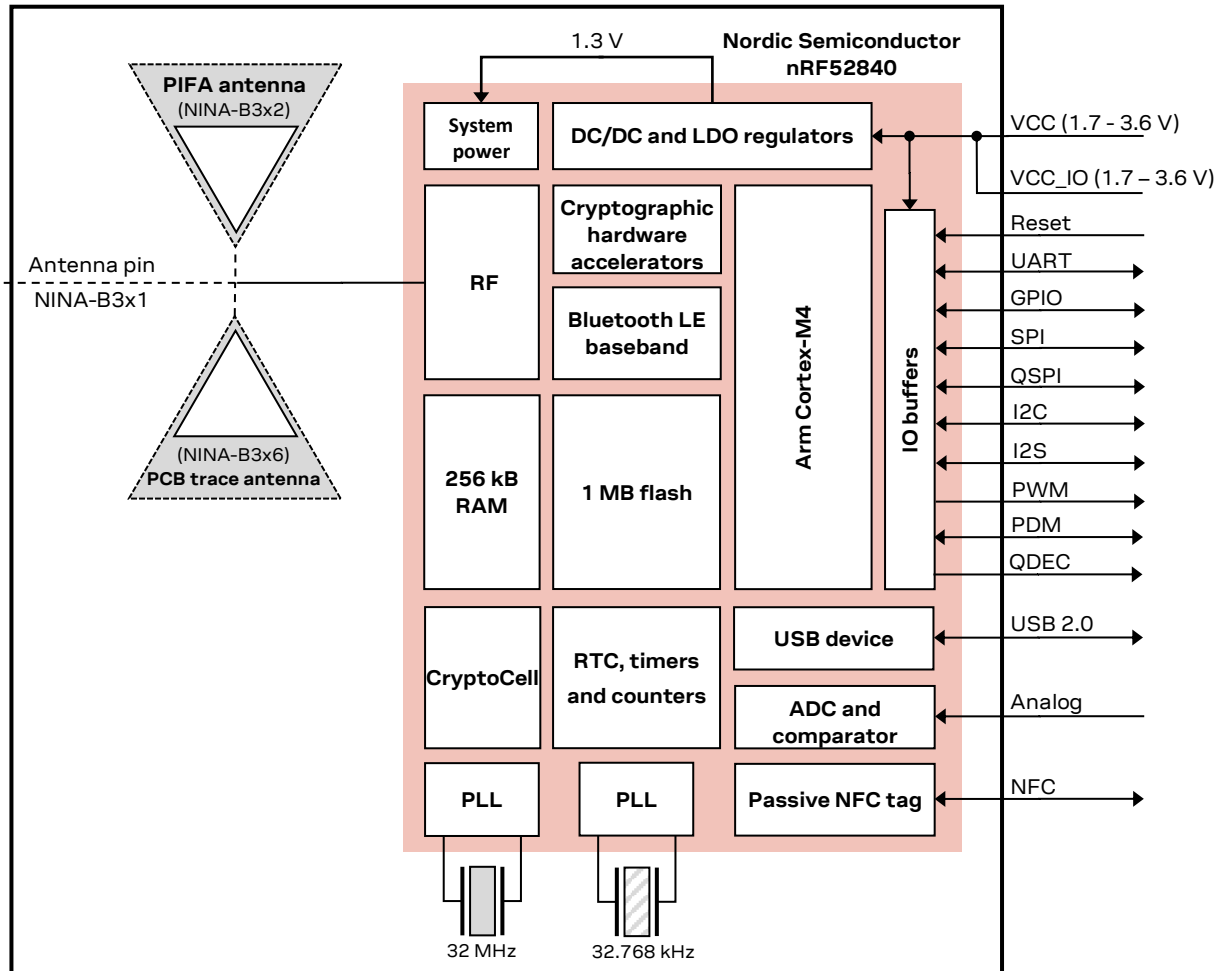 1.3 V
Nordic Semiconductor
nRF52840
PIFA antenna
(NINA-B3x2)
System
power
DC/DC and LDO regulators
VCC (1.7 - 3.6 V)
VCC_IO (1.7 – 3.6 V)
Antenna pin
NINA-B3x1
RF
Cryptographic
hardware
accelerators
Bluetooth LE
baseband
Arm Cortex-M4
IO buffers
Reset
UART
GPIO
SPI
QSPI
I2C
I2S
PWM
PDM
QDEC
(NINA-B3x6)
PCB trace antenna
256 kB
RAM
1 MB flash
CryptoCell
RTC, timers
and counters
USB device
USB 2.0
ADC and
comparator
Analog
PLL
PLL
Passive NFC tag
NFC
32 MHz
32.768 kHz